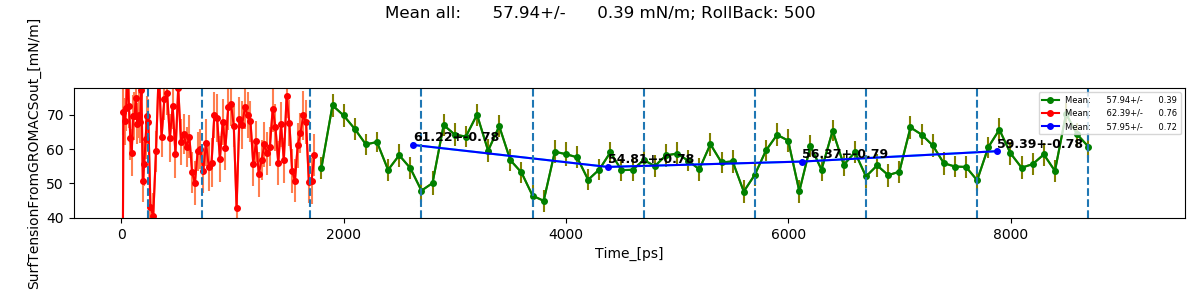 Mean all:      57.94+/-      0.39 mN/m; RollBack: 500
SurfTensionFromGROMACSout_[mN/m]
70
60
50
40
Mean:      57.94+/-      0.39
Mean:      62.39+/-      0.76
Mean:      57.95+/-      0.72
61.22+-0.78
54.81+-0.78
56.37+-0.79
59.39+-0.78
0
2000
4000
6000
8000
Time_[ps]